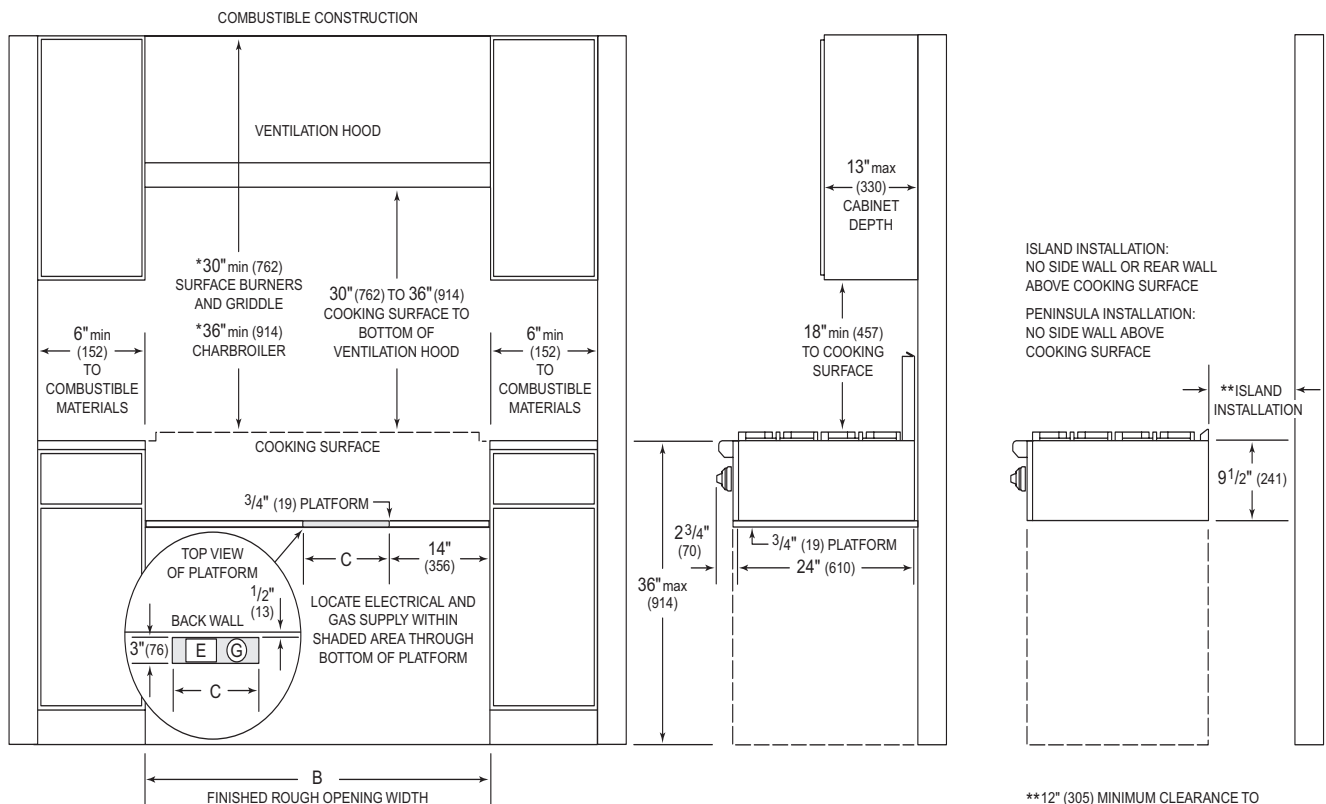 COMBUSTIBLE CONSTRUCTION
VENTILATION HOOD
*30" min (762)
SURFACE BURNERS
AND GRIDDLE
*36" min (914)
CHARBROILER
30" (762) TO 36" (914)
COOKING SURFACE TO
BOTTOM OF
VENTILATION HOOD
6" min
(152)
TO
COMBUSTIBLE
MATERIALS
6" min
(152)
TO
COMBUSTIBLE
MATERIALS
COOKING SURFACE
3/4" (19) PLATFORM
TOP VIEW
OF PLATFORM
C
14"
(356)
1/2"
(13)
BACK WALL
3" (76)
E
G
C
LOCATE ELECTRICAL AND
GAS SUPPLY WITHIN
SHADED AREA THROUGH
BOTTOM OF PLATFORM
B
FINISHED ROUGH OPENING WIDTH
13" max
(330)
CABINET
DEPTH
18" min (457)
TO COOKING
SURFACE
2 3/4"
(70)
3/4" (19) PLATFORM
24" (610)
36" max
(914)
ISLAND INSTALLATION:
NO SIDE WALL OR REAR WALL
ABOVE COOKING SURFACE
PENINSULA INSTALLATION:
NO SIDE WALL ABOVE
COOKING SURFACE
**ISLAND
INSTALLATION
9 1/2" (241)
**12" (305) MINIMUM CLEARANCE TO